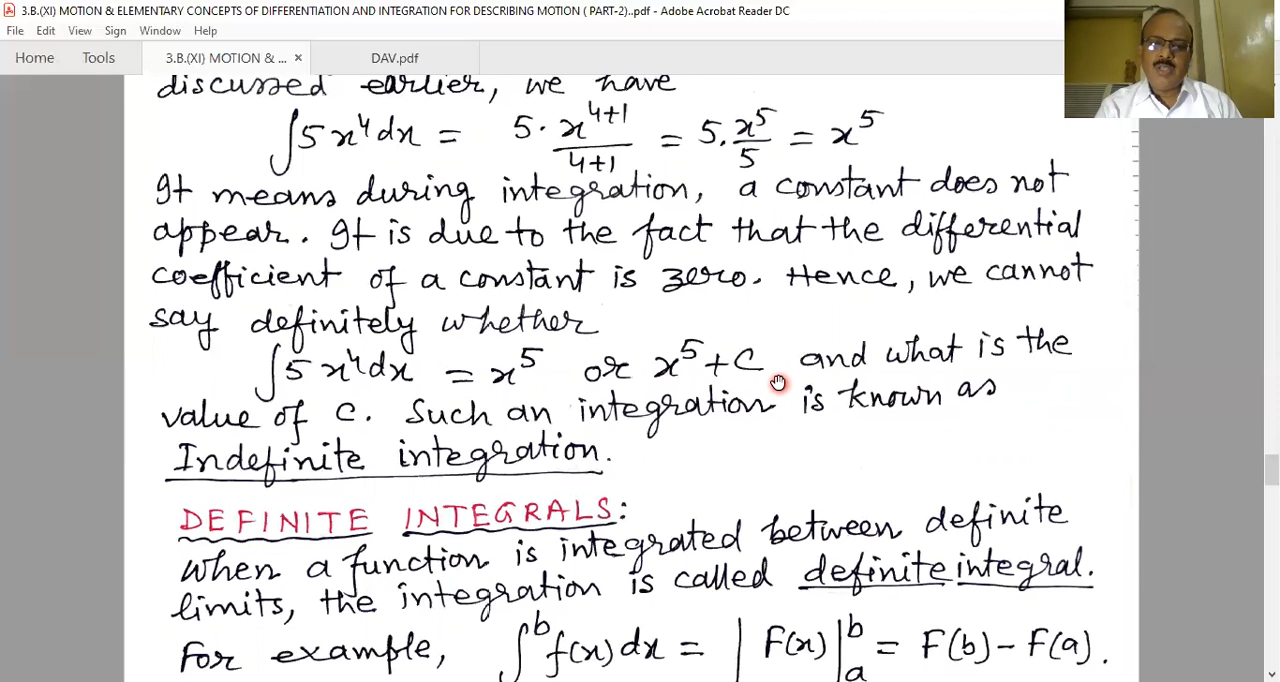 3.B.(XI) MOTION & ELEMENTARY CONCEPTS OF DIFFERENTIATION AND INTEGRATION FOR DESCRIBING MOTION ( PART-2)..pdf - Adobe Acrobat Reader DC
File Edit View Sign Window Help
Home Tools 3.B.(XI) MOTION & ... × DAV.pdf
discussed earlier, we have
∫5x⁴dx = 5 · x⁴⁺¹/4+1 = 5. x⁵/5 = x⁵
It means during integration, a constant does not
appear. It is due to the fact that the differential
coefficient of a constant is zero. Hence, we cannot
say definitely whether
∫5x⁴dx = x⁵ or x⁵+C and what is the
value of C. Such an integration is known as
Indefinite integration.
DEFINITE INTEGRALS:
When a function is integrated between definite
limits, the integration is called definite integral.
For example, ∫ᵇf(x)dx = |F(x)|ᵇₐ = F(b)-F(a).